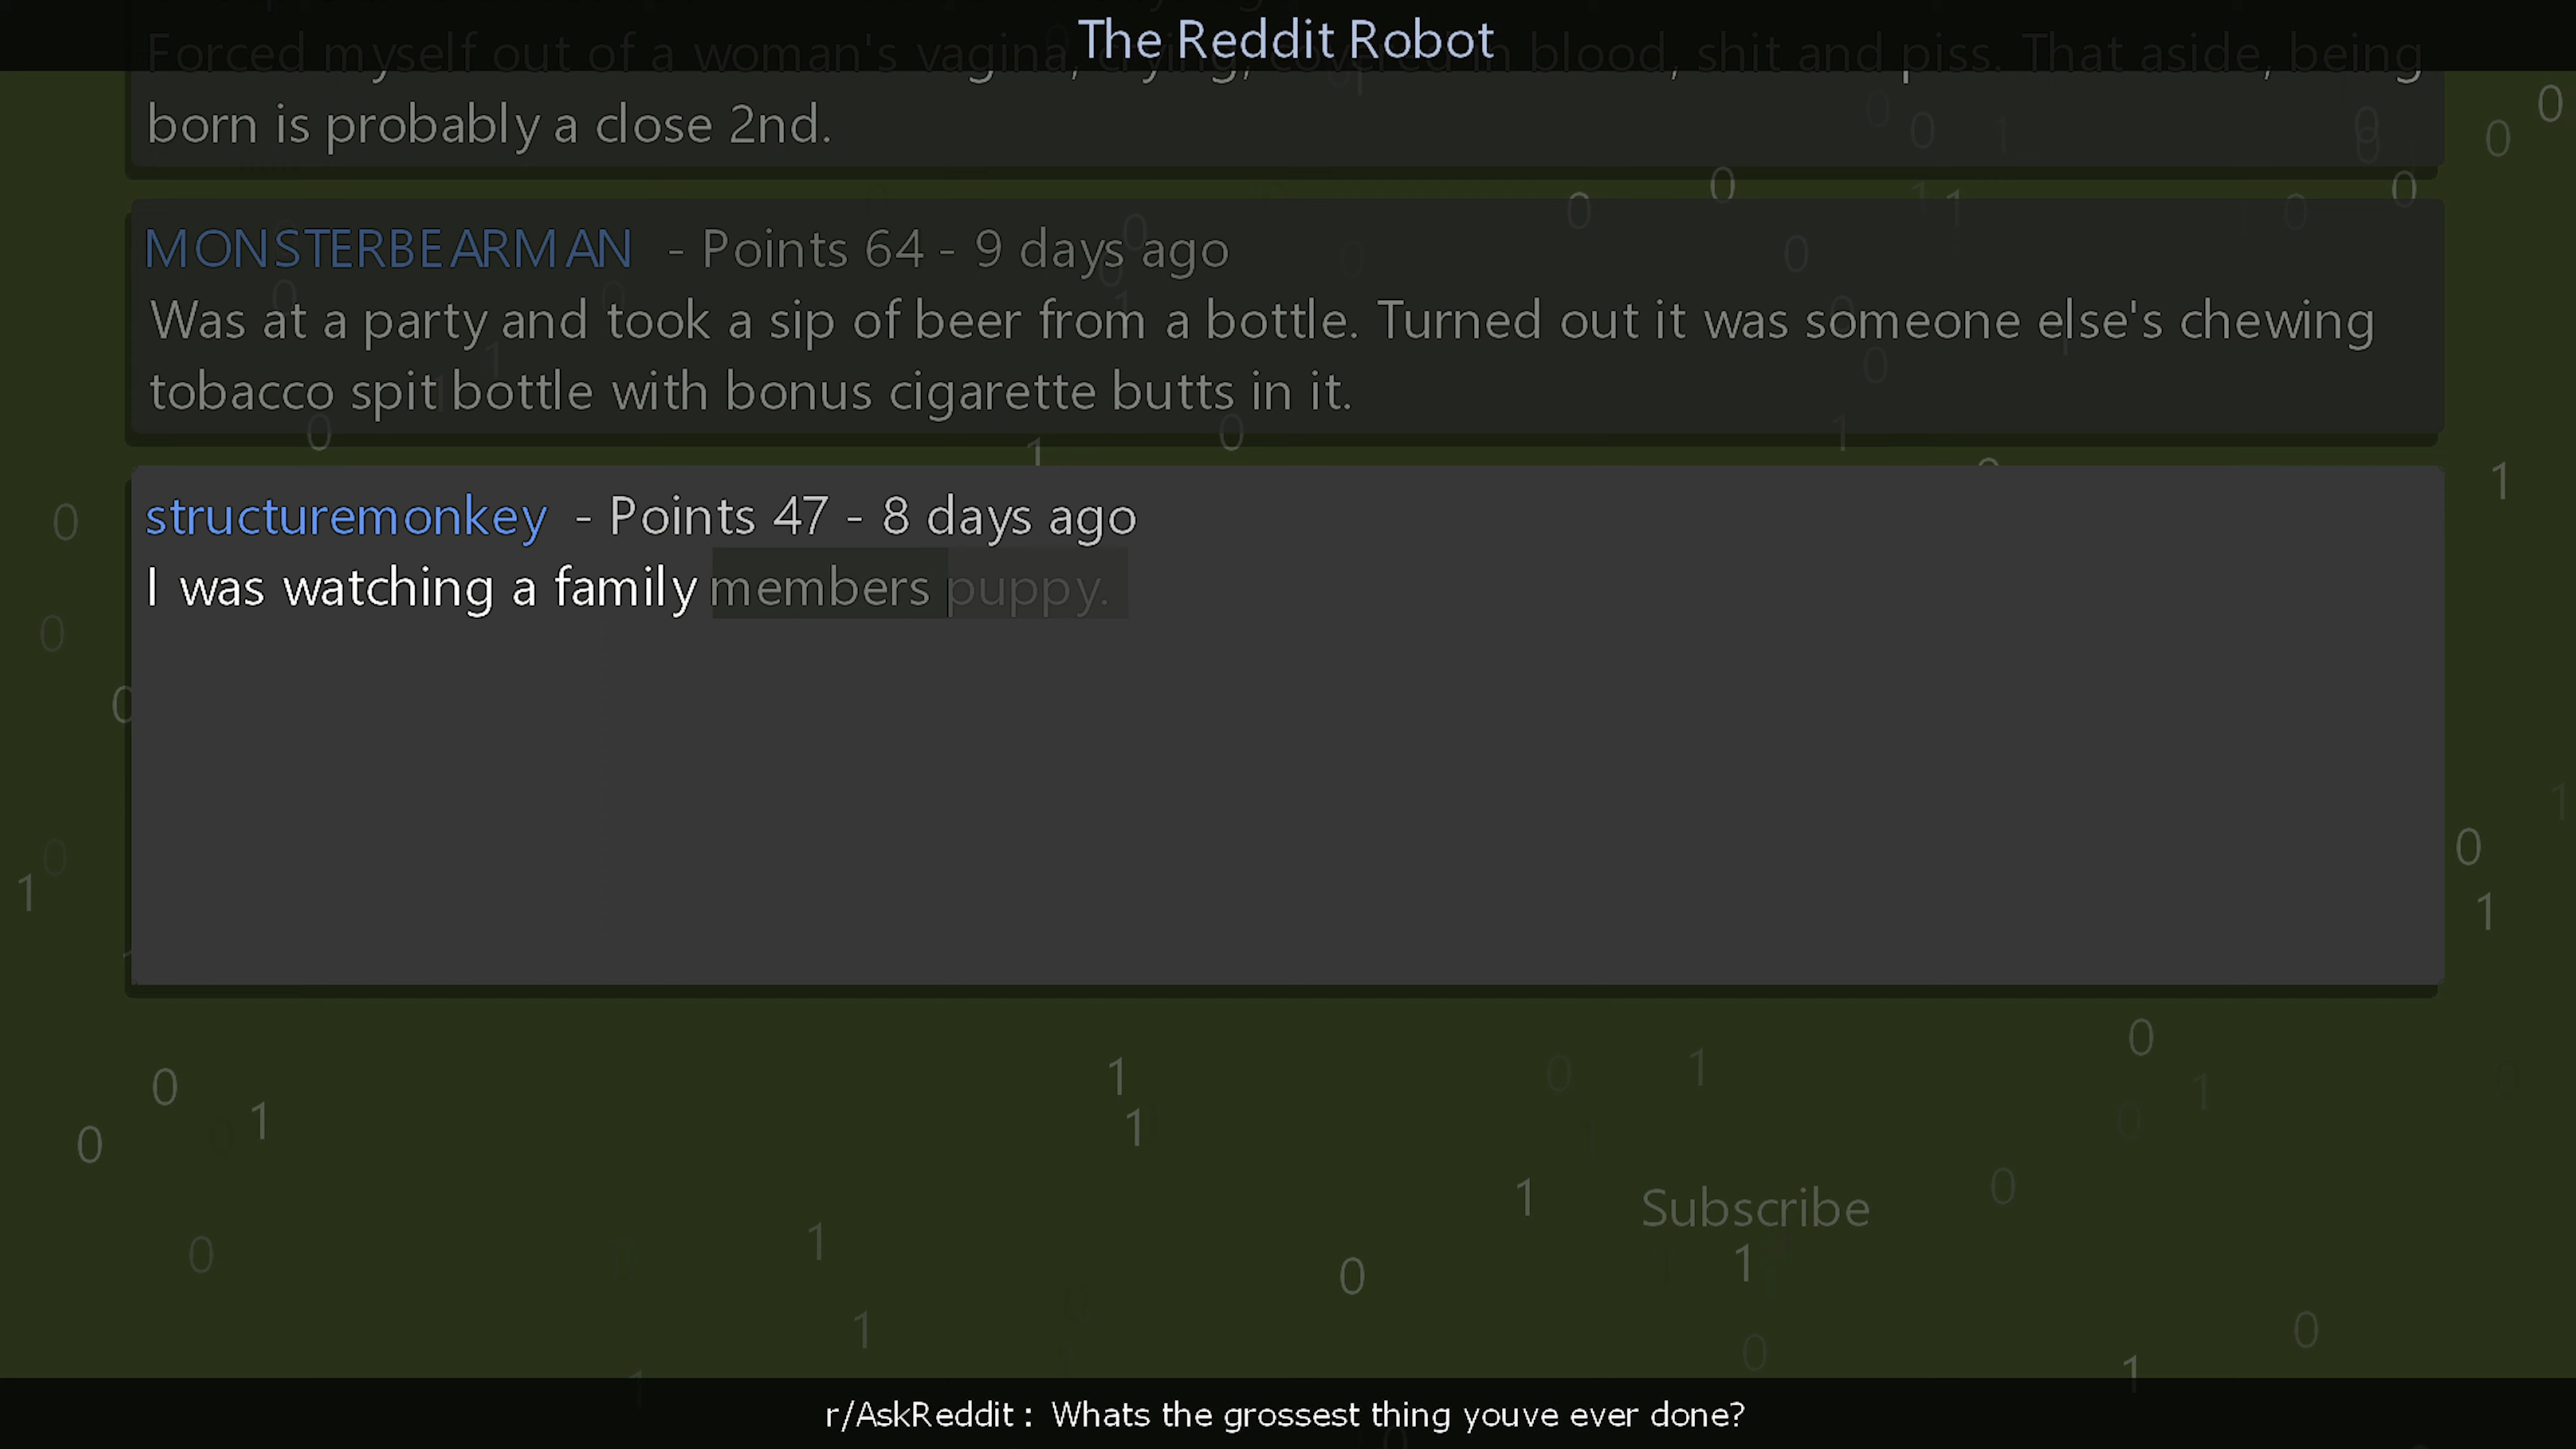 The Reddit Robot
Forced myself out of a woman's vagina, crying, covered in blood, shit and piss. That aside, being
born is probably a close 2nd.
MONSTERBEARMAN - Points 64 - 9 days ago
Was at a party and took a sip of beer from a bottle. Turned out it was someone else's chewing
tobacco spit bottle with bonus cigarette butts in it.
structuremonkey - Points 47 - 8 days ago
I was watching a family members puppy.
Subscribe
r/AskReddit : Whats the grossest thing youve ever done?